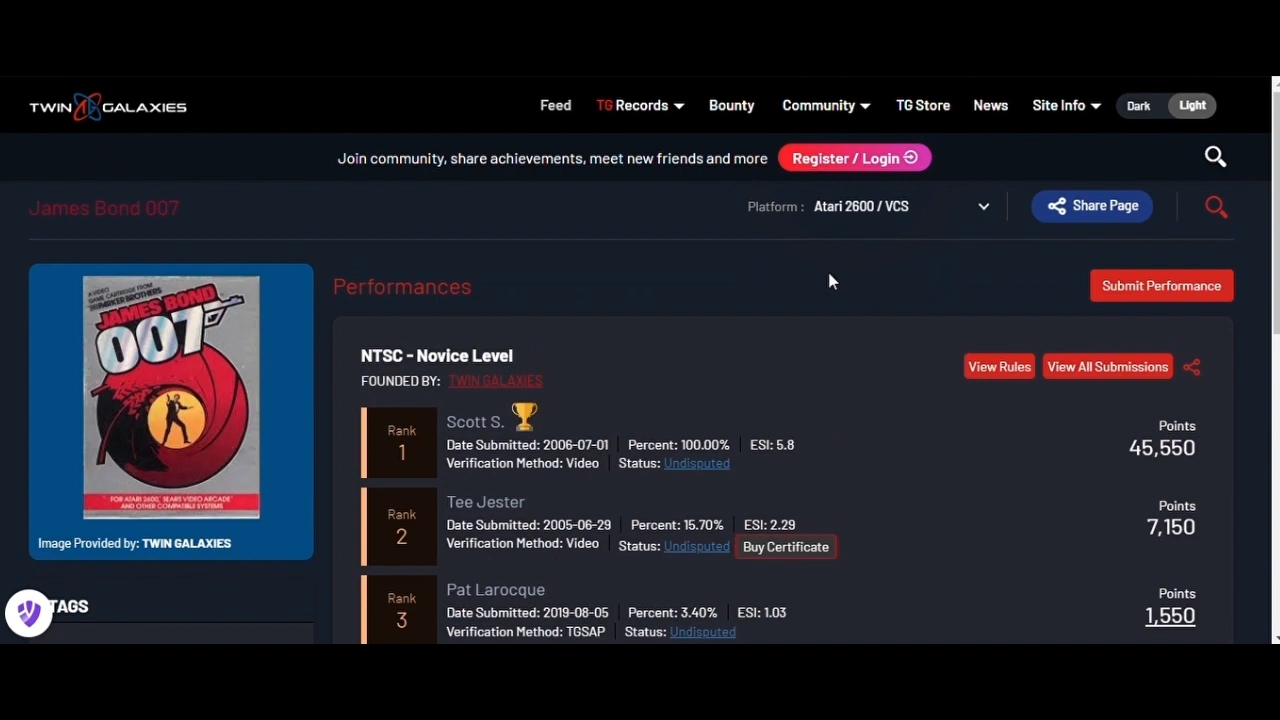 TWIN GALAXIES
Feed
TG Records
Bounty
Community
TG Store
News
Site Info
Dark
Light
Join community, share achievements, meet new friends and more
Register / Login
James Bond 007
Platform :
Atari 2600 / VCS
Share Page
A VIDEO
GAME CARTRIDGE FROM
PARKER BROTHERS
JAMES BOND
007
FOR ATARI 2600, SEARS VIDEO ARCADE
AND OTHER COMPATIBLE SYSTEMS
Image Provided by: TWIN GALAXIES
TAGS
Performances
Submit Performance
NTSC - Novice Level
FOUNDED BY: TWIN GALAXIES
View Rules
View All Submissions
Rank
1
Scott S.
Date Submitted: 2006-07-01 Percent: 100.00% ESI: 5.8
Verification Method: Video Status: Undisputed
Points
45,550
Rank
2
Tee Jester
Date Submitted: 2005-06-29 Percent: 15.70% ESI: 2.29
Verification Method: Video Status: Undisputed Buy Certificate
Points
7,150
Rank
3
Pat Larocque
Date Submitted: 2019-08-05 Percent: 3.40% ESI: 1.03
Verification Method: TGSAP Status: Undisputed
Points
1,550